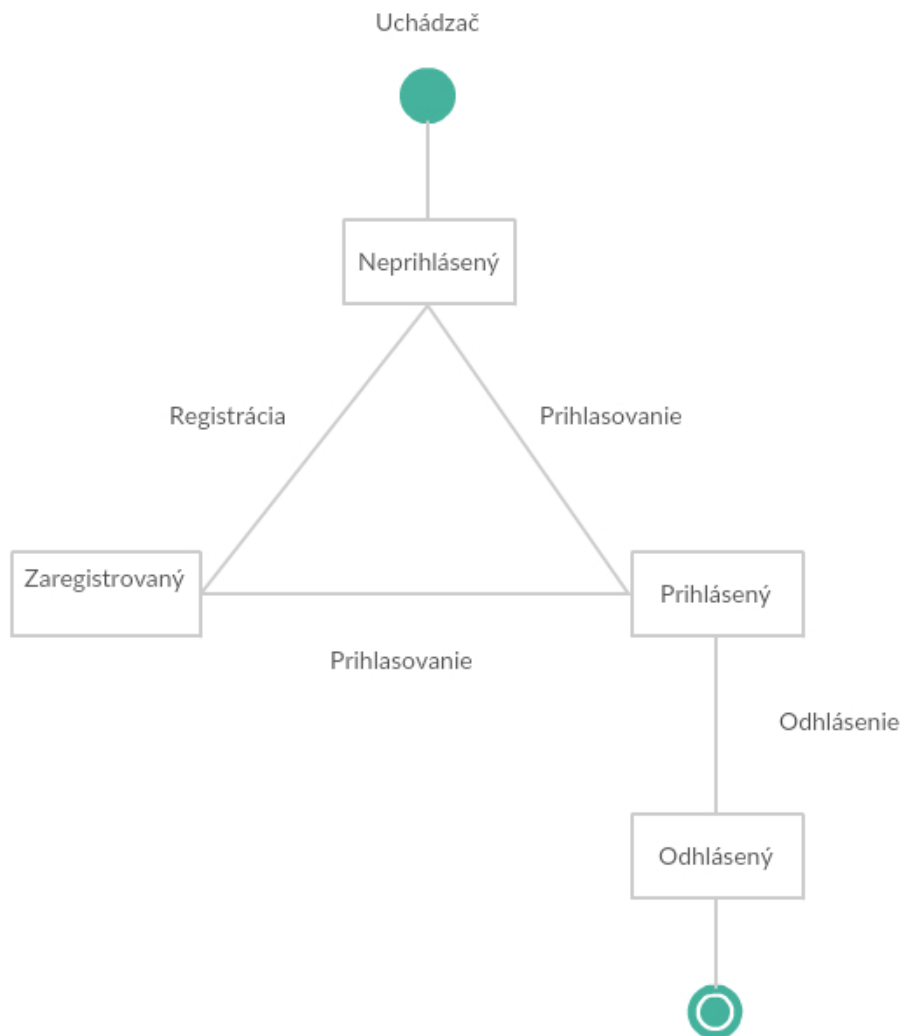 Uchádzač
Neprihlásený
Registrácia
Prihlasovanie
Zaregistrovaný
Prihlásený
Prihlasovanie
Odhlásenie
Odhlásený